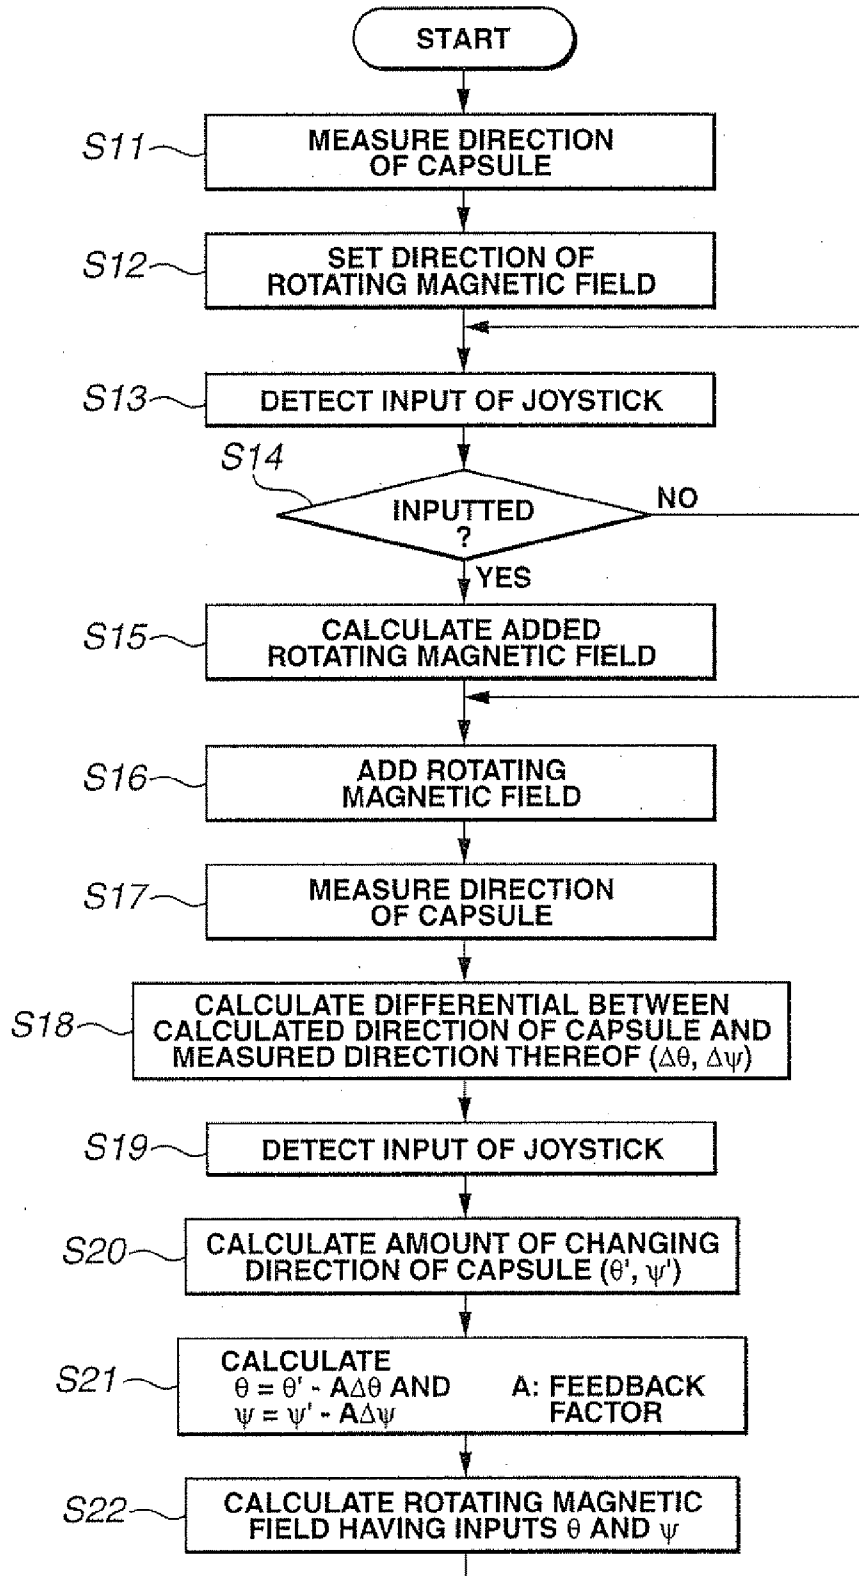 START
S11
MEASURE DIRECTION
OF CAPSULE
S12
SET DIRECTION OF
ROTATING MAGNETIC FIELD
S13
DETECT INPUT OF JOYSTICK
S14
INPUTTED
?
NO
YES
S15
CALCULATE ADDED
ROTATING MAGNETIC FIELD
S16
ADD ROTATING
MAGNETIC FIELD
S17
MEASURE DIRECTION
OF CAPSULE
S18
CALCULATE DIFFERENTIAL BETWEEN
CALCULATED DIRECTION OF CAPSULE AND
MEASURED DIRECTION THEREOF (Δθ, Δψ)
S19
DETECT INPUT OF JOYSTICK
S20
CALCULATE AMOUNT OF CHANGING
DIRECTION OF CAPSULE (θ', ψ')
S21
CALCULATE
θ = θ' - AΔθ AND
ψ = ψ' - AΔψ
A: FEEDBACK
FACTOR
S22
CALCULATE ROTATING MAGNETIC
FIELD HAVING INPUTS θ AND ψ